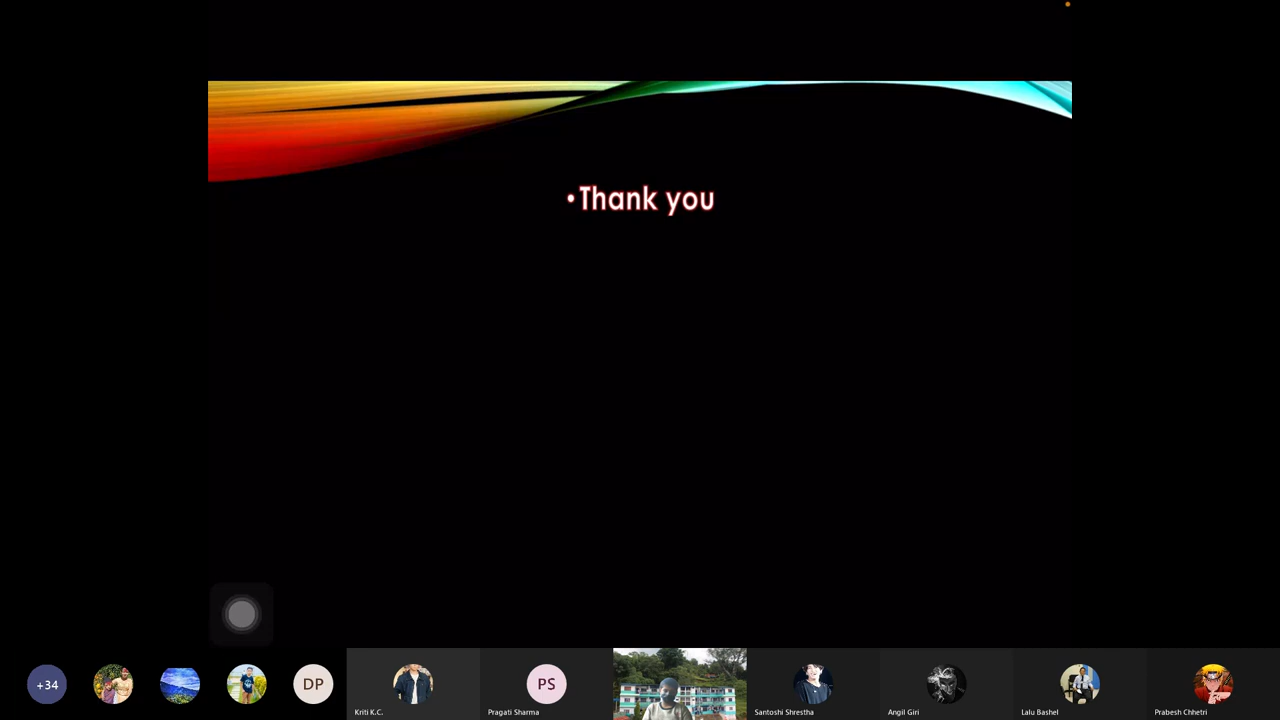 • Thank you
+34
DP
PS
Kriti K.C.
Pragati Sharma
Santoshi Shrestha
Angil Giri
Lalu Bashel
Prabesh Chhetri